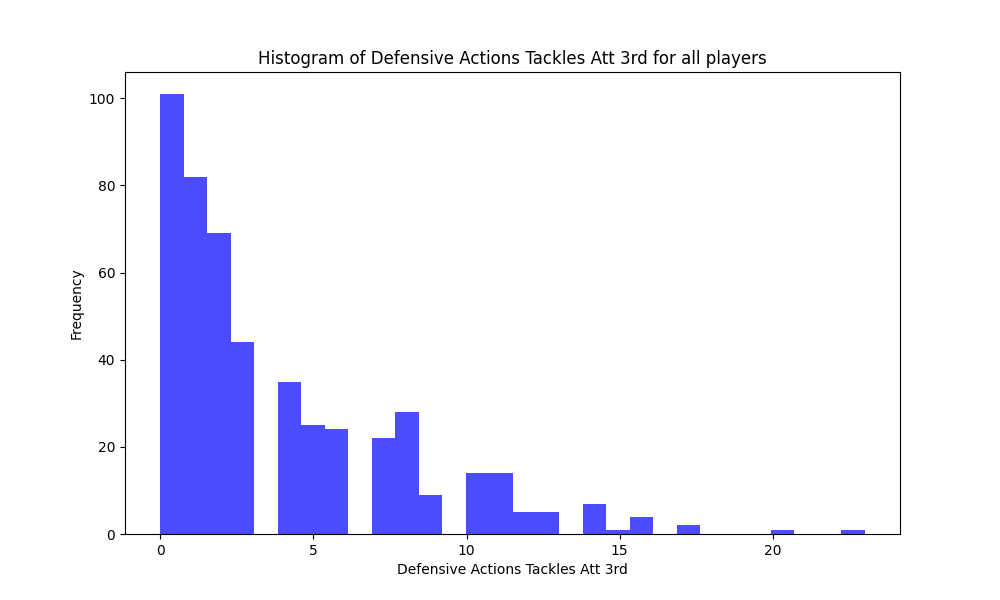 Histogram of Defensive Actions Tackles Att 3rd for all players
100
80
60
40
20
0
Frequency
0 5 10 15 20
Defensive Actions Tackles Att 3rd